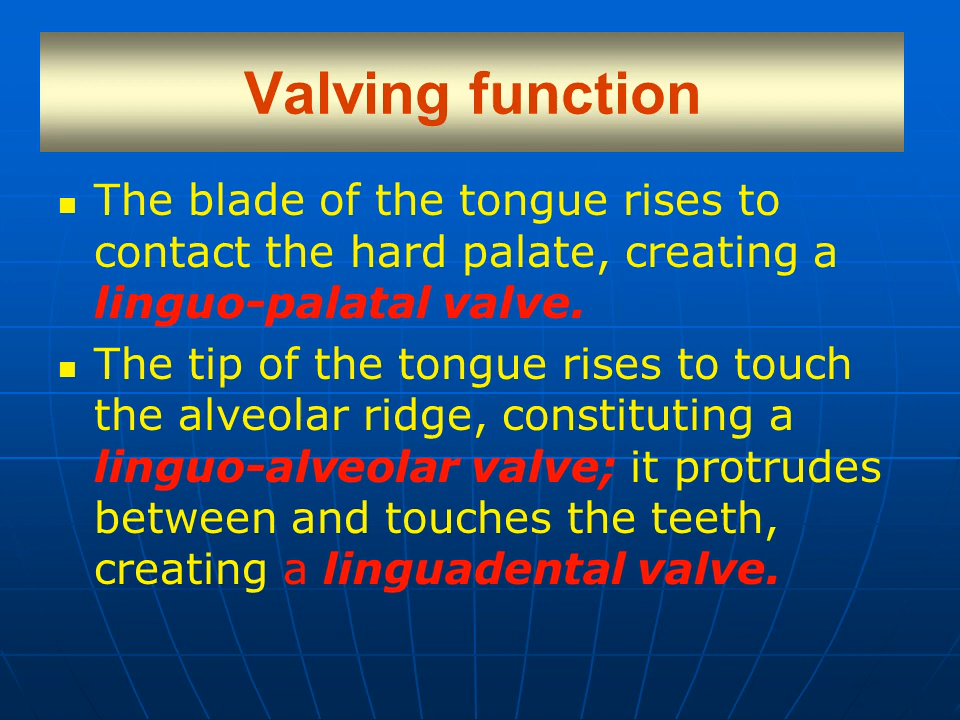 Valving function
The blade of the tongue rises to
contact the hard palate, creating a
linguo-palatal valve.
The tip of the tongue rises to touch
the alveolar ridge, constituting a
linguo-alveolar valve; it protrudes
between and touches the teeth,
creating a linguadental valve.